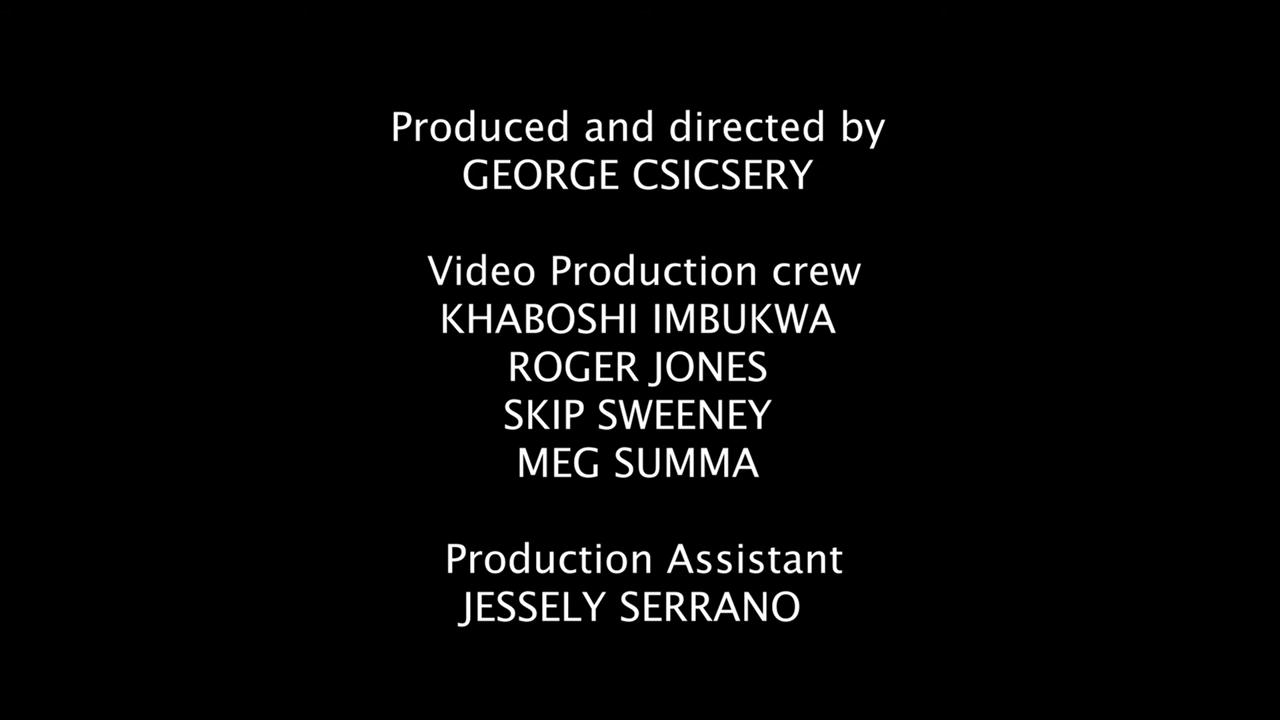 Produced and directed by
GEORGE CSICSERY
Video Production crew
KHABOSHI IMBUKWA
ROGER JONES
SKIP SWEENEY
MEG SUMMA
Production Assistant
JESSELY SERRANO